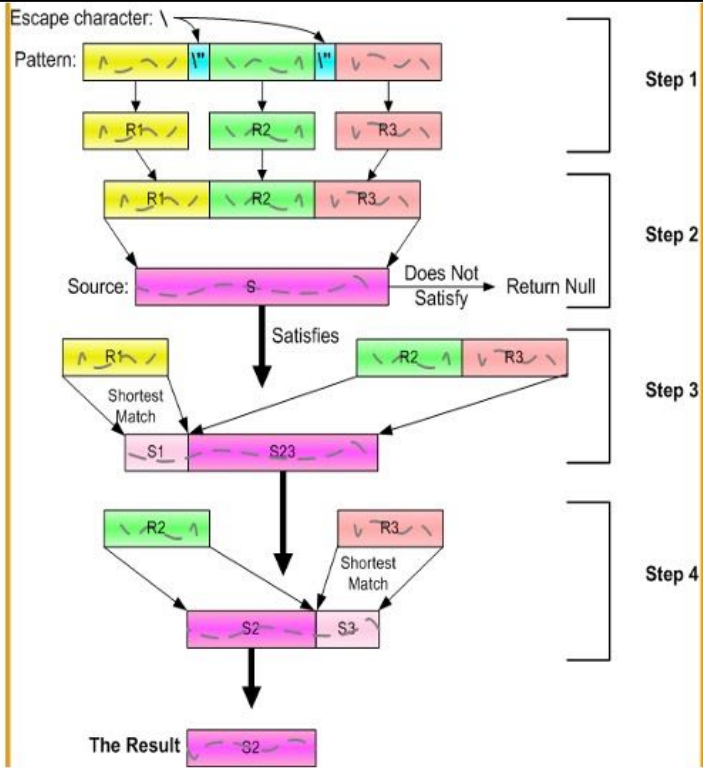 Escape character: \
Pattern:
\"
\"
Step 1
R1
R2
R3
R1
R2
R3
Step 2
Source:
S
Does Not
Satisfy
Return Null
Satisfies
R1
R2
R3
Step 3
Shortest
Match
S1
S23
R2
R3
Step 4
Shortest
Match
S2
S3
The Result
S2